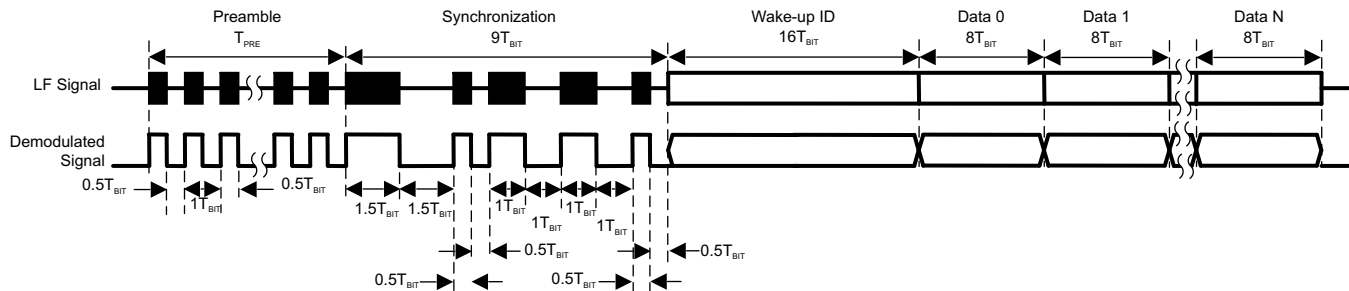 Preamble
T_PRE
Synchronization
9T_BIT
Wake-up ID
16T_BIT
Data 0
8T_BIT
Data 1
8T_BIT
Data N
8T_BIT
LF Signal
Demodulated
Signal
0.5T_BIT
1T_BIT
0.5T_BIT
1.5T_BIT
1.5T_BIT
1T_BIT
1T_BIT
1T_BIT
1T_BIT
0.5T_BIT
0.5T_BIT
0.5T_BIT
0.5T_BIT